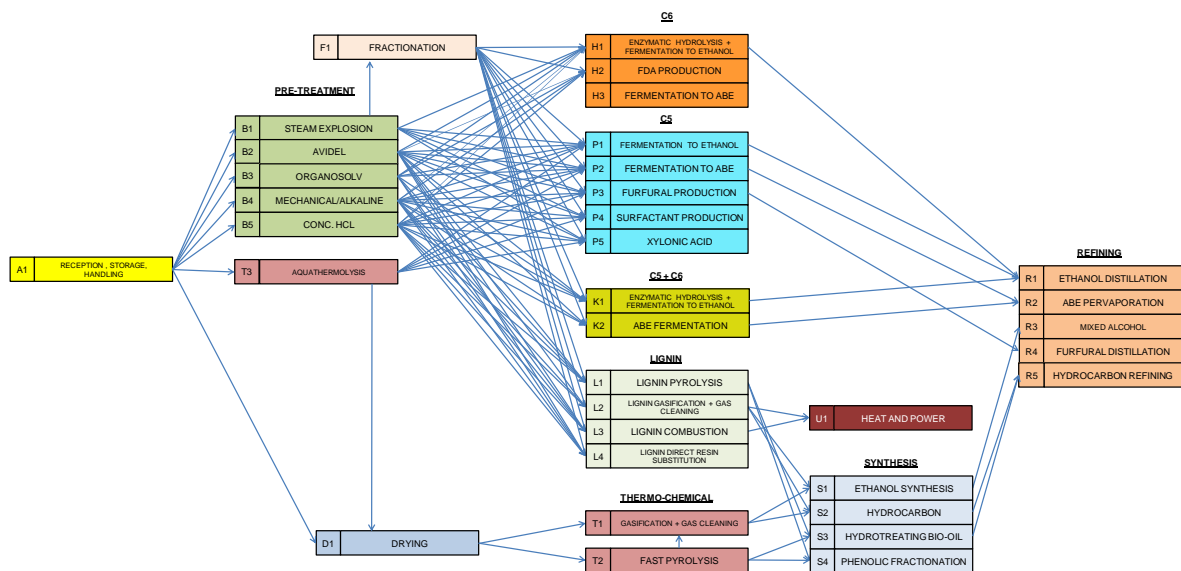 C6
F1 FRACTIONATION
H1 ENZYMATIC HYDROLYSIS +
FERMENTATION TO ETHANOL
H2 FDA PRODUCTION
H3 FERMENTATION TO ABE
PRE-TREATMENT
B1 STEAM EXPLOSION
B2 AVIDEL
B3 ORGANOSOLV
B4 MECHANICAL/ALKALINE
B5 CONC. HCL
C5
P1 FERMENTATION TO ETHANOL
P2 FERMENTATION TO ABE
P3 FURFURAL PRODUCTION
P4 SURFACTANT PRODUCTION
P5 XYLONIC ACID
A1 RECEPTION , STORAGE,
HANDLING
T3 AQUATHERMOLYSIS
C5 + C6
K1 ENZYMATIC HYDROLYSIS +
FERMENTATION TO ETHANOL
K2 ABE FERMENTATION
REFINING
R1 ETHANOL DISTILLATION
R2 ABE PERVAPORATION
R3 MIXED ALCOHOL
R4 FURFURAL DISTILLATION
R5 HYDROCARBON REFINING
LIGNIN
L1 LIGNIN PYROLYSIS
L2 LIGNIN GASIFICATION + GAS
CLEANING
L3 LIGNIN COMBUSTION
L4 LIGNIN DIRECT RESIN
SUBSTITUTION
U1 HEAT AND POWER
SYNTHESIS
S1 ETHANOL SYNTHESIS
S2 HYDROCARBON
S3 HYDROTREATING BIO-OIL
S4 PHENOLIC FRACTIONATION
THERMO-CHEMICAL
T1 GASIFICATION + GAS CLEANING
T2 FAST PYROLYSIS
D1 DRYING